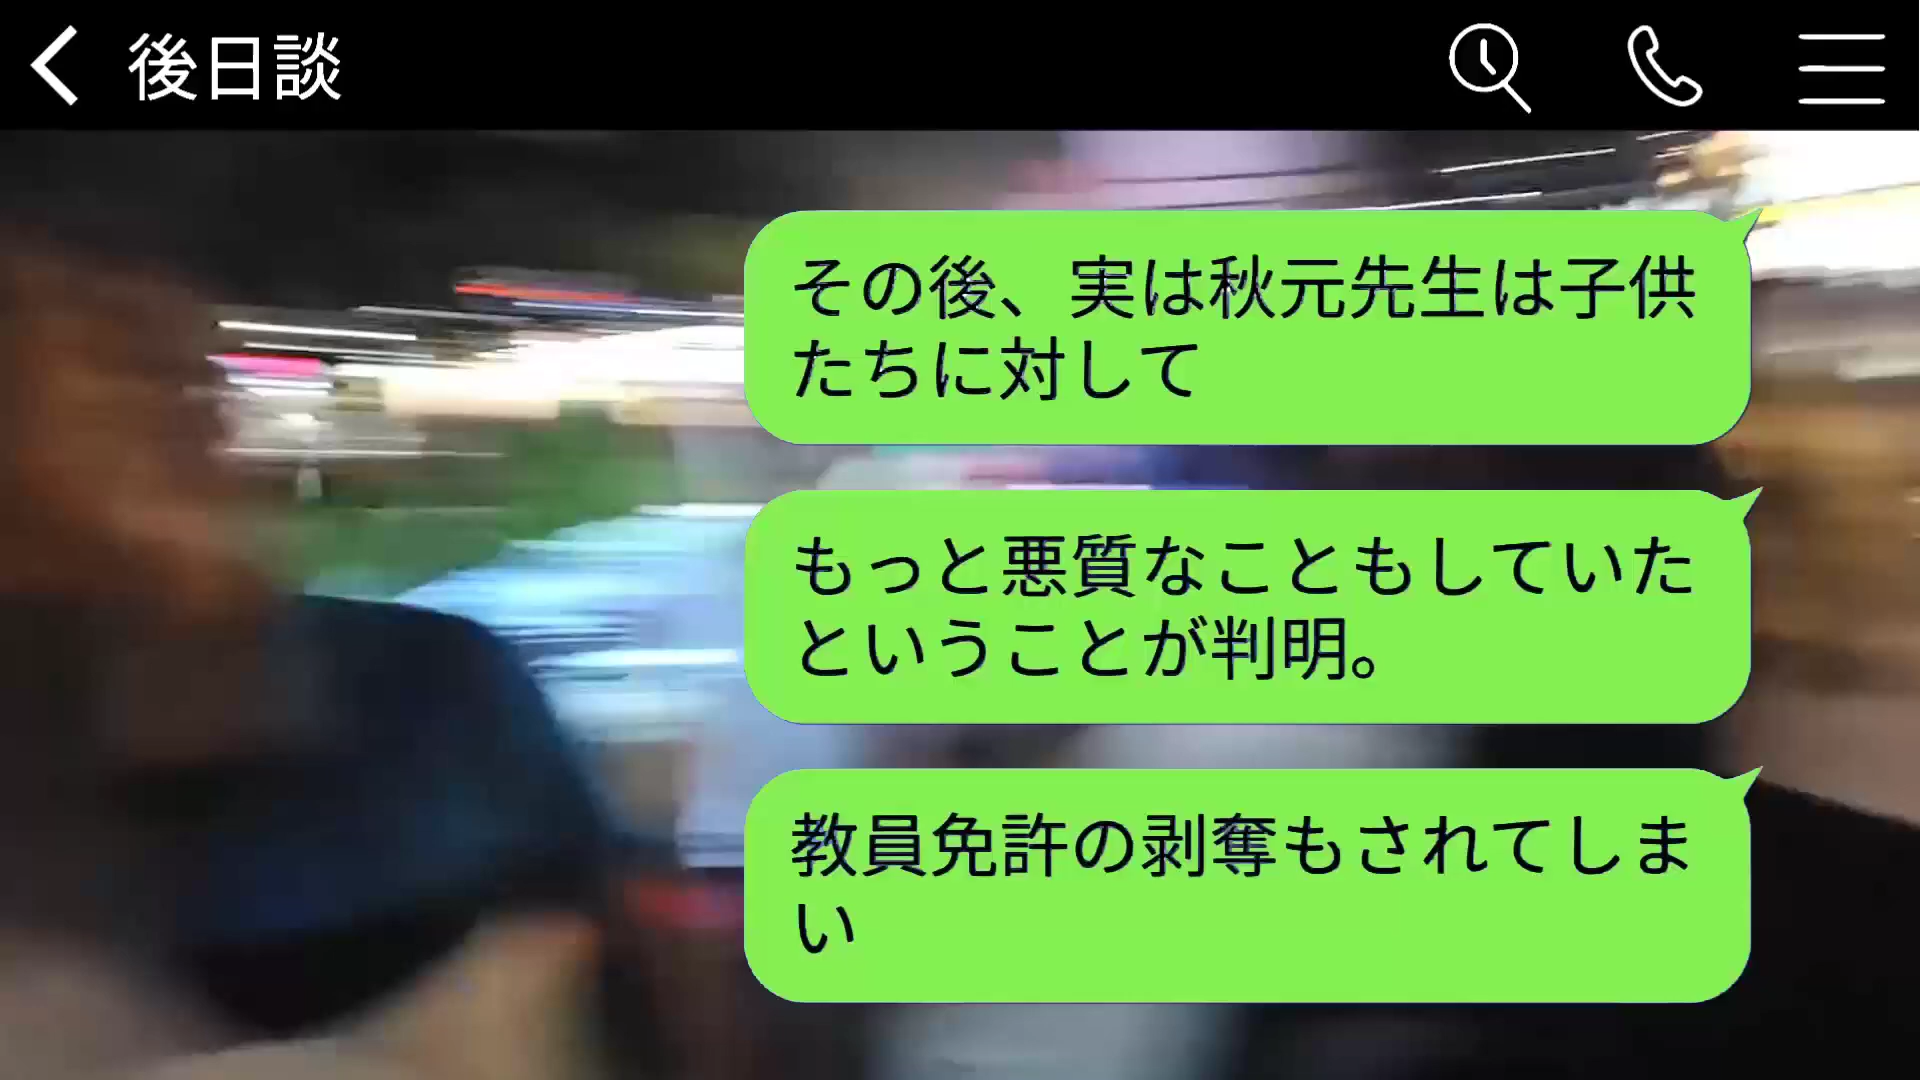 後日談
その後、実は秋元先生は子供
たちに対して
もっと悪質なこともしていた
ということが判明。
教員免許の剥奪もされてしま
い